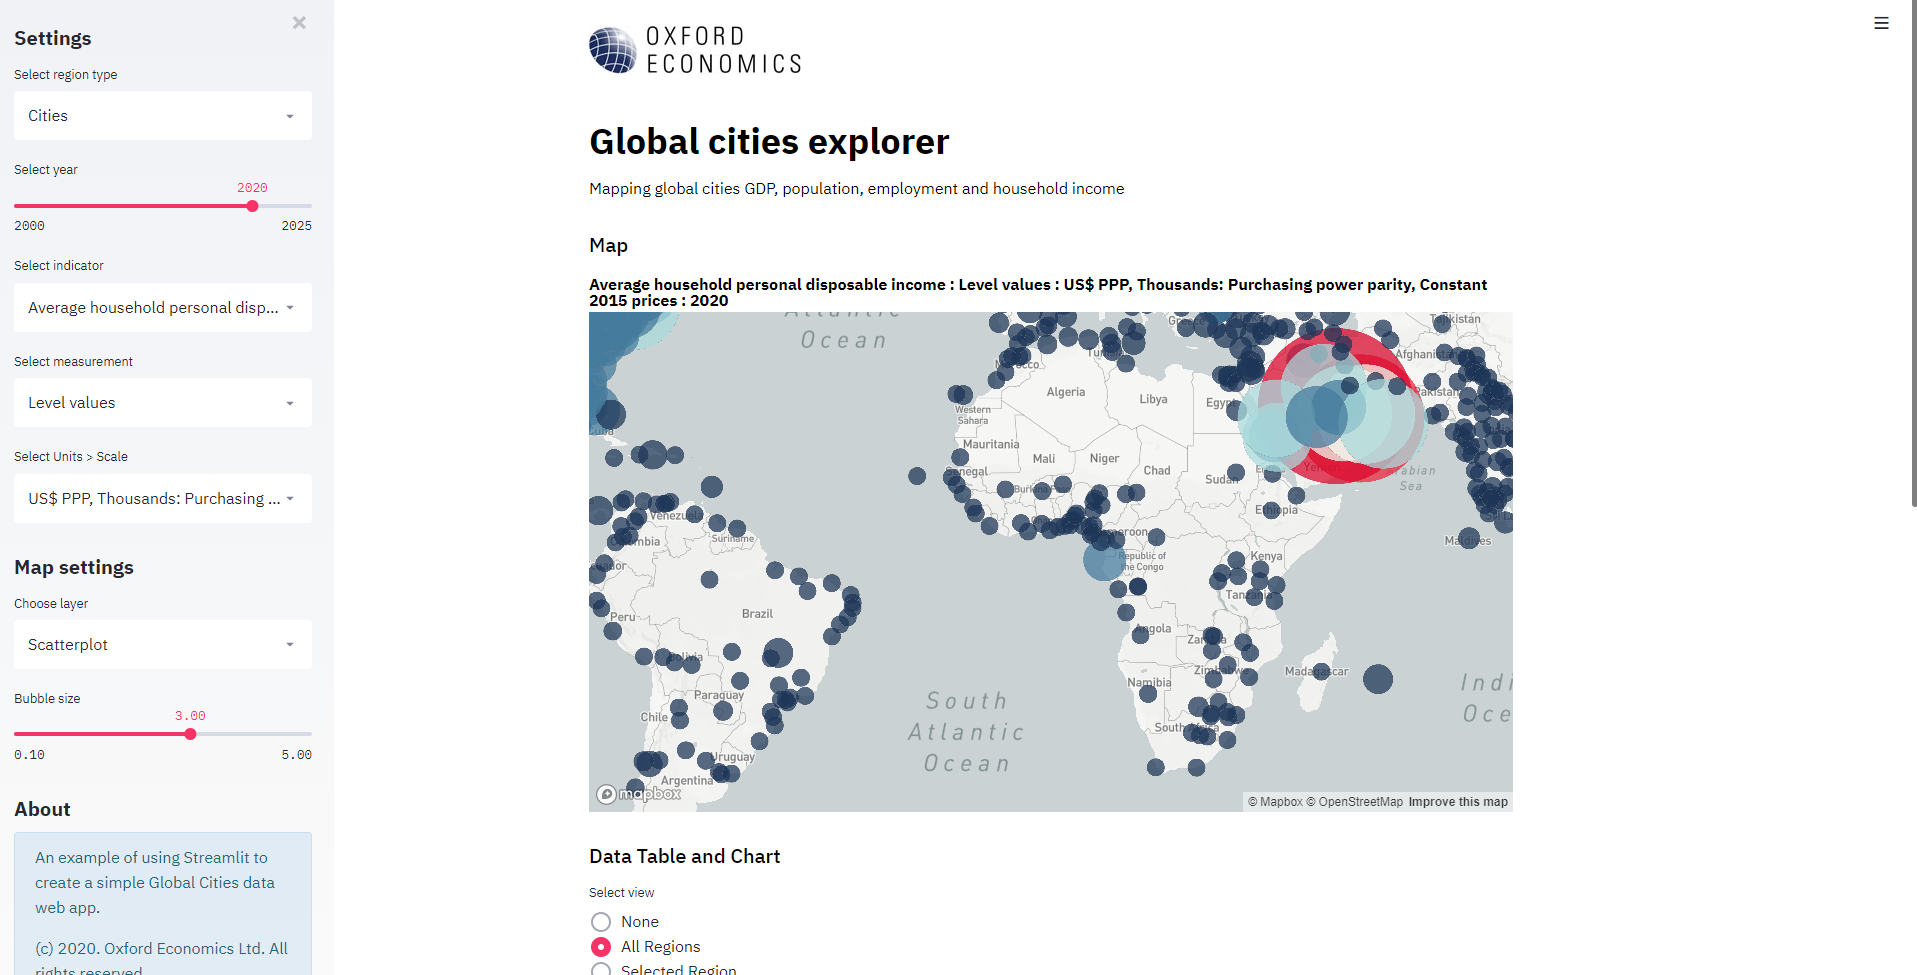 Settings
Select region type
Cities
Select year
2020
2000
2025
Select indicator
Average household personal disp...
Select measurement
Level values
Select Units > Scale
US$ PPP, Thousands: Purchasing ...
Map settings
Choose layer
Scatterplot
Bubble size
3.00
0.10
5.00
About
An example of using Streamlit to
create a simple Global Cities data
web app.
(c) 2020. Oxford Economics Ltd. All
rights reserved
OXFORD
ECONOMICS
Global cities explorer
Mapping global cities GDP, population, employment and household income
Map
Average household personal disposable income : Level values : US$ PPP, Thousands: Purchasing power parity, Constant
2015 prices : 2020
Atlantic
Ocean
Tajikistan
Afghanistan
Pakistan
Algeria
Libya
Egypt
Western
Sahara
Mauritania
Mali
Niger
Chad
Sudan
Senegal
Yemen
Arabian
Sea
Ethiopia
Venezuela
Suriname
Republic of
the Congo
Kenya
Maldives
Tanzania
Peru
Brazil
Angola
Bolivia
Zimbabwe
Madagascar
Namibia
Paraguay
Chile
South
Atlantic
Ocean
South Africa
Indi
Oce
Uruguay
Argentina
mapbox
© Mapbox © OpenStreetMap Improve this map
Data Table and Chart
Select view
None
All Regions
Selected Region